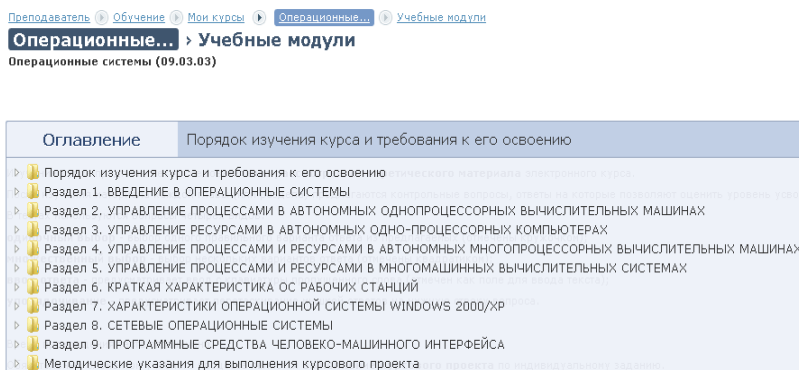 Преподаватель Обучение Мои курсы Операционные... Учебные модули
Операционные... › Учебные модули
Операционные системы (09.03.03)
Оглавление
Порядок изучения курса и требования к его освоению
Порядок изучения курса и требования к его освоению
Раздел 1. ВВЕДЕНИЕ В ОПЕРАЦИОННЫЕ СИСТЕМЫ
Раздел 2. УПРАВЛЕНИЕ ПРОЦЕССАМИ В АВТОНОМНЫХ ОДНОПРОЦЕССОРНЫХ ВЫЧИСЛИТЕЛЬНЫХ МАШИНАХ
Раздел 3. УПРАВЛЕНИЕ РЕСУРСАМИ В АВТОНОМНЫХ ОДНО-ПРОЦЕССОРНЫХ КОМПЬЮТЕРАХ
Раздел 4. УПРАВЛЕНИЕ ПРОЦЕССАМИ И РЕСУРСАМИ В АВТОНОМНЫХ МНОГОПРОЦЕССОРНЫХ ВЫЧИСЛИТЕЛЬНЫХ МАШИНАХ
Раздел 5. УПРАВЛЕНИЕ ПРОЦЕССАМИ И РЕСУРСАМИ В МНОГОМАШИННЫХ ВЫЧИСЛИТЕЛЬНЫХ СИСТЕМАХ
Раздел 6. КРАТКАЯ ХАРАКТЕРИСТИКА ОС РАБОЧИХ СТАНЦИЙ
Раздел 7. ХАРАКТЕРИСТИКИ ОПЕРАЦИОННОЙ СИСТЕМЫ WINDOWS 2000/XP
Раздел 8. СЕТЕВЫЕ ОПЕРАЦИОННЫЕ СИСТЕМЫ
Раздел 9. ПРОГРАММНЫЕ СРЕДСТВА ЧЕЛОВЕКО-МАШИННОГО ИНТЕРФЕЙСА
Методические указания для выполнения курсового проекта